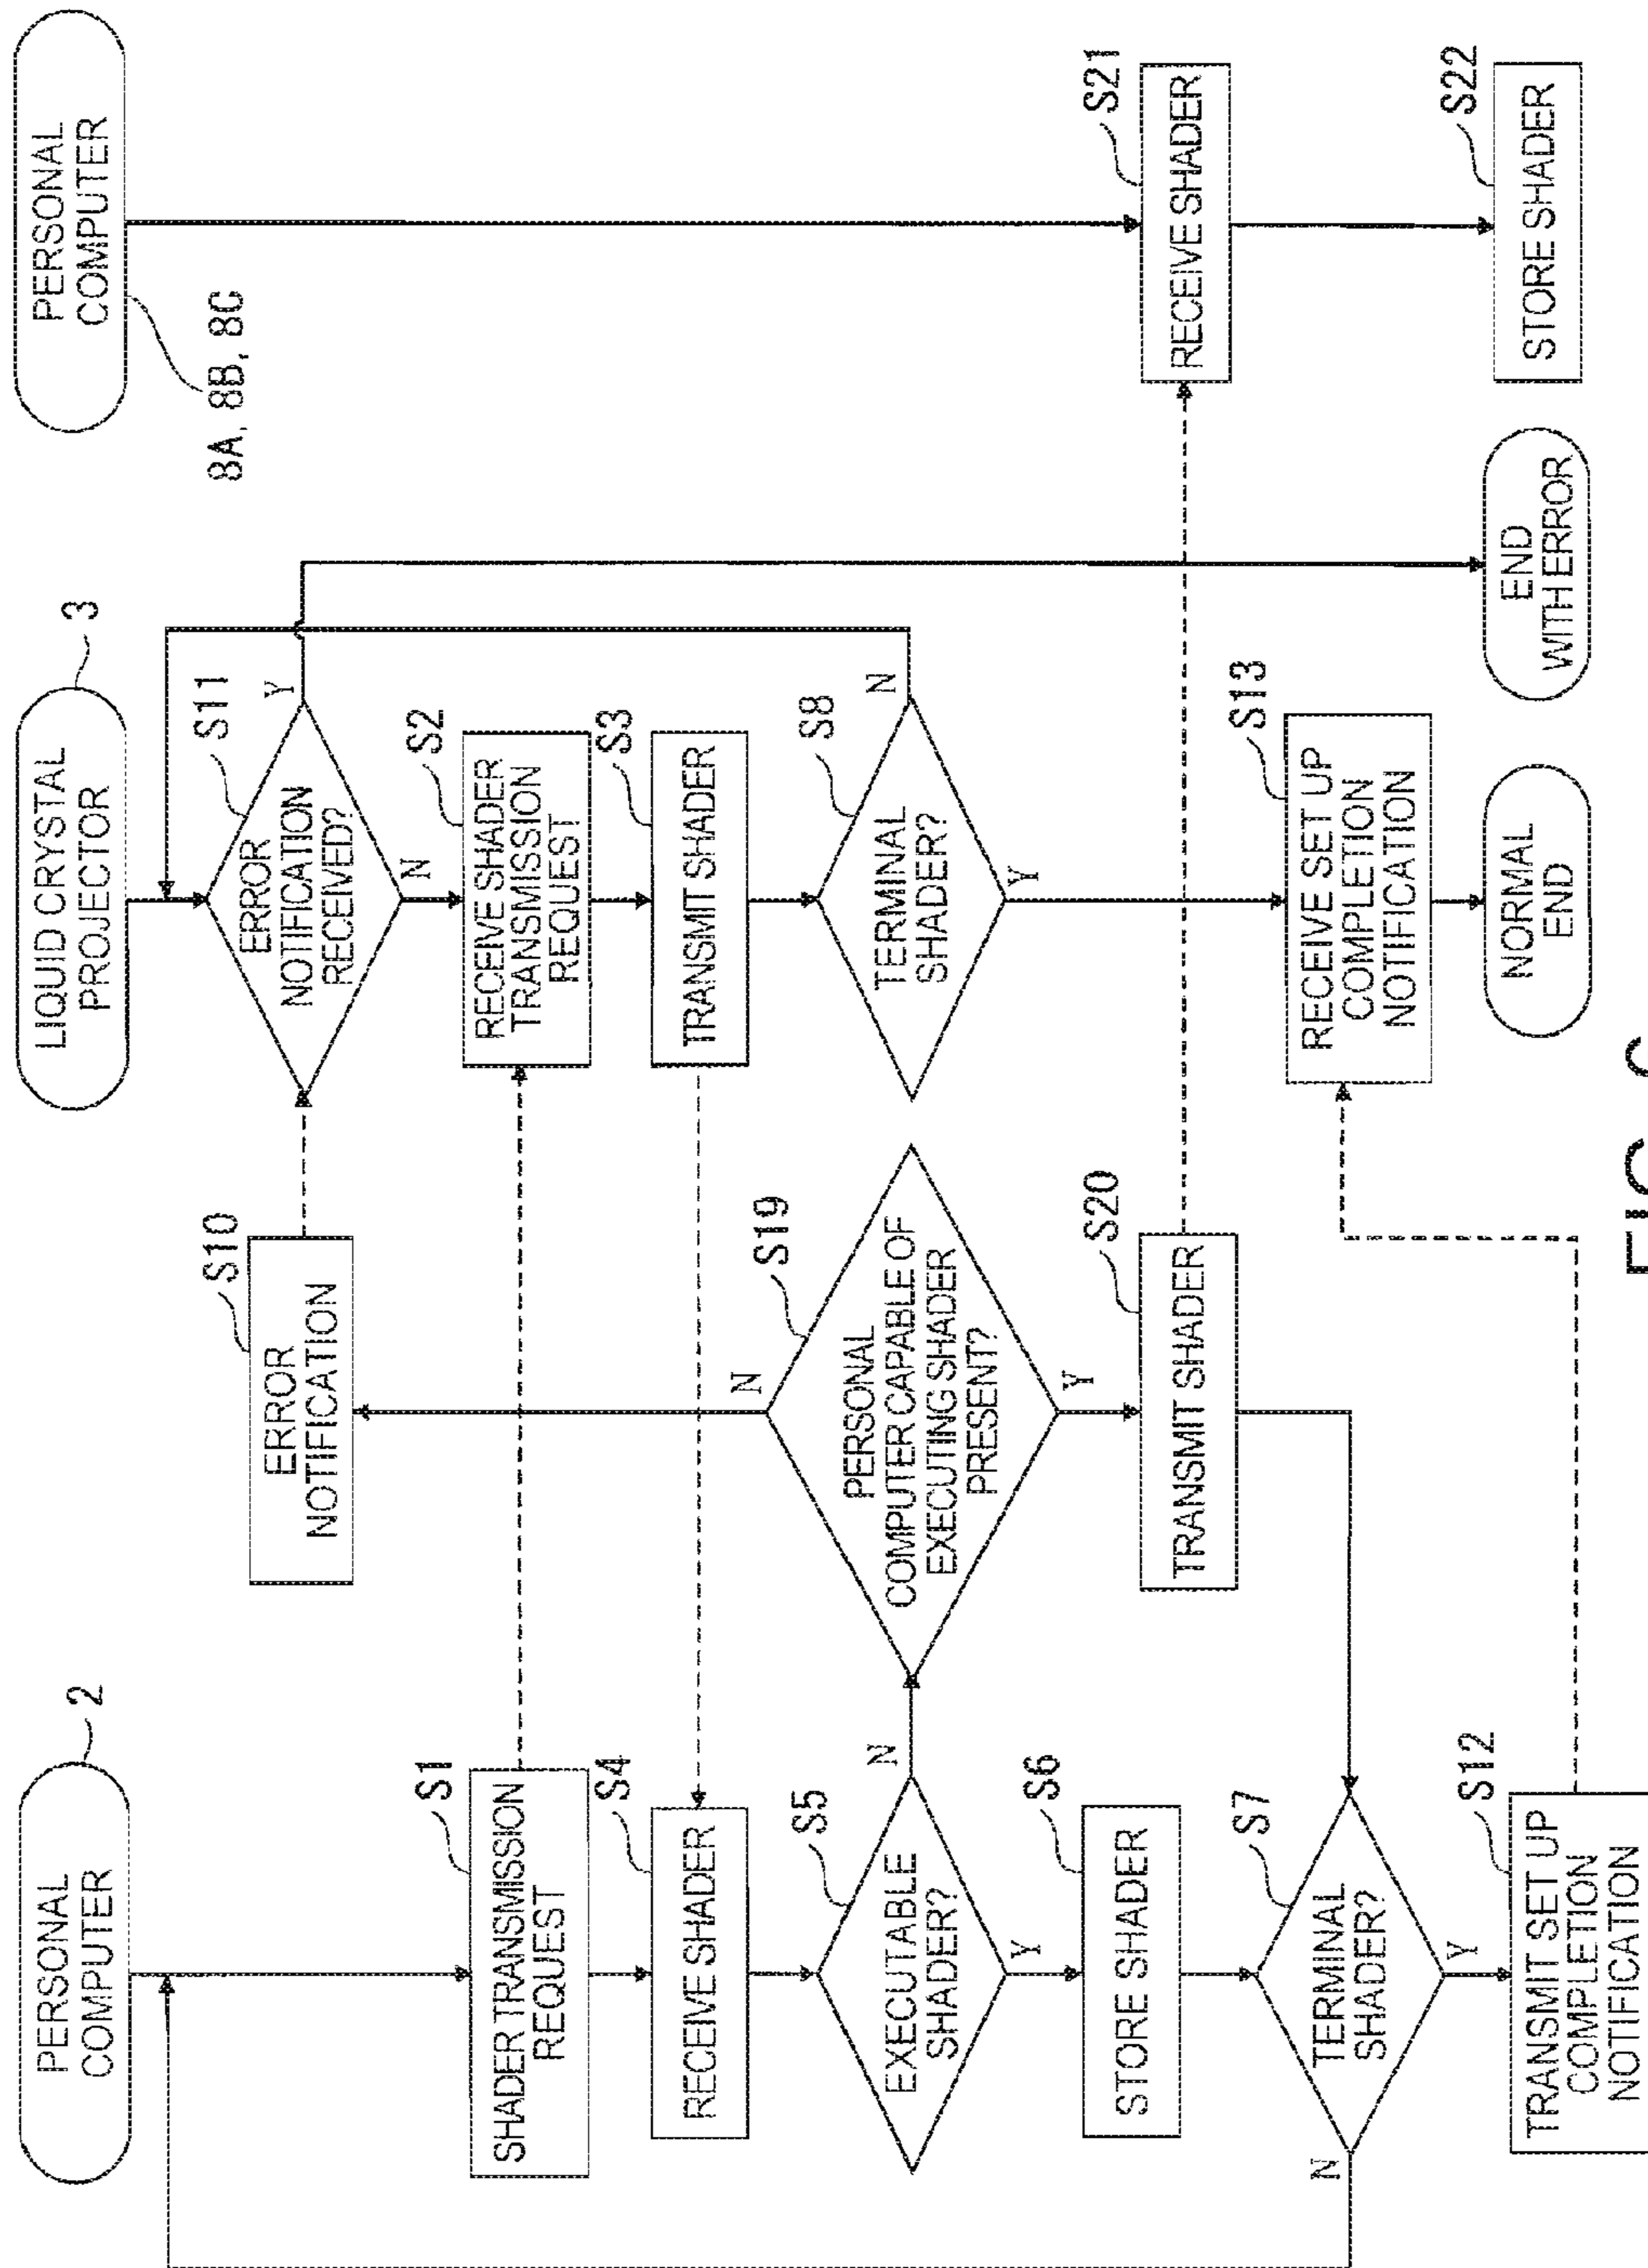 PERSONAL
COMPUTER
2
S1
SHADER TRANSMISSION
REQUEST
S4
RECEIVE SHADER
S5
EXECUTABLE
SHADER?
N
Y
S6
STORE SHADER
S7
TERMINAL
SHADER?
N
Y
S12
TRANSMIT SET UP
COMPLETION
NOTIFICATION
S10
ERROR
NOTIFICATION
N
S19
PERSONAL
COMPUTER CAPABLE OF
EXECUTING SHADER
PRESENT?
Y
S20
TRANSMIT SHADER
LIQUID CRYSTAL
PROJECTOR
3
S11
ERROR
NOTIFICATION
RECEIVED?
Y
N
S2
RECEIVE SHADER
TRANSMISSION
REQUEST
S3
TRANSMIT SHADER
S8
TERMINAL
SHADER?
N
Y
S13
RECEIVE SET UP
COMPLETION
NOTIFICATION
NORMAL
END
END
WITH ERROR
PERSONAL
COMPUTER
8A, 8B, 8C
S21
RECEIVE SHADER
S22
STORE SHADER